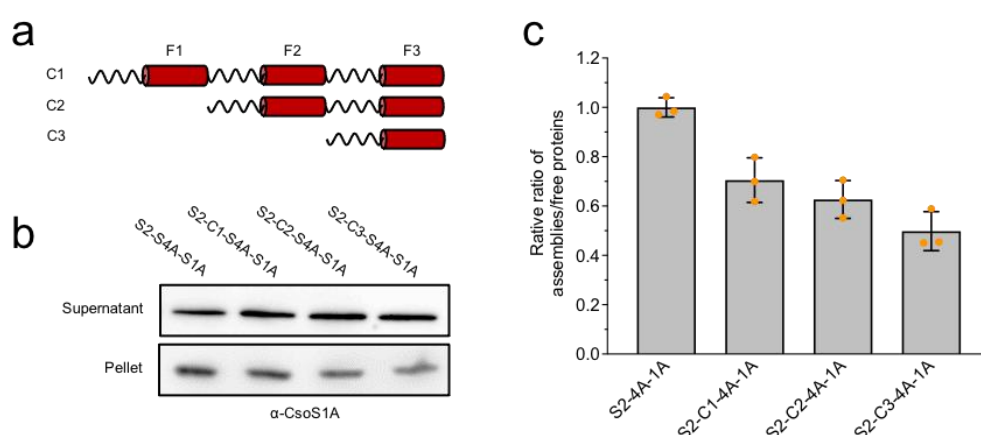 a
F1 F2 F3
C1
C2
C3
b
S2-S4A-S1A
S2-C1-S4A-S1A
S2-C2-S4A-S1A
S2-C3-S4A-S1A
Supernatant
Pellet
α-CsoS1A
c
Rative ratio of
assemblies/free proteins
1.2
1.0
0.8
0.6
0.4
0.2
0.0
S2-4A-1A
S2-C1-4A-1A
S2-C2-4A-1A
S2-C3-4A-1A